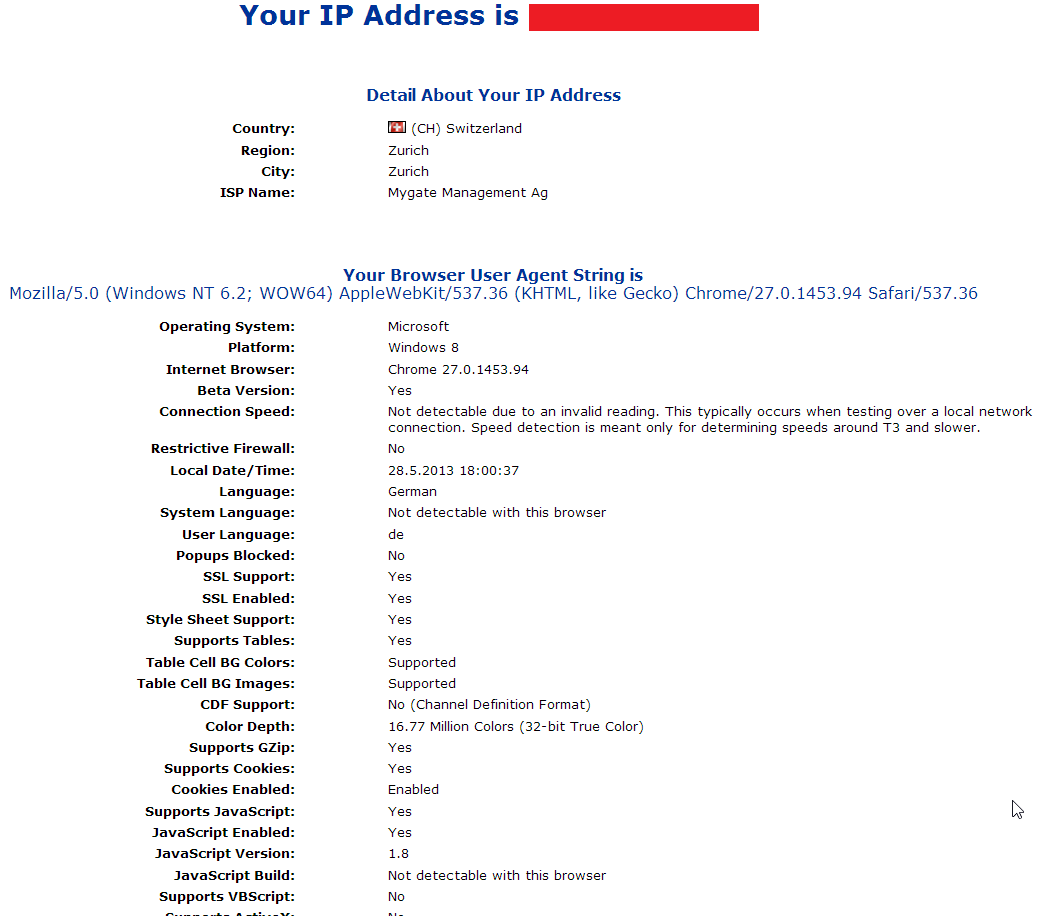 Your IP Address is
Detail About Your IP Address
Country: (CH) Switzerland
Region: Zurich
City: Zurich
ISP Name: Mygate Management Ag
Your Browser User Agent String is
Mozilla/5.0 (Windows NT 6.2; WOW64) AppleWebKit/537.36 (KHTML, like Gecko) Chrome/27.0.1453.94 Safari/537.36
Operating System: Microsoft
Platform: Windows 8
Internet Browser: Chrome 27.0.1453.94
Beta Version: Yes
Connection Speed: Not detectable due to an invalid reading. This typically occurs when testing over a local network
connection. Speed detection is meant only for determining speeds around T3 and slower.
Restrictive Firewall: No
Local Date/Time: 28.5.2013 18:00:37
Language: German
System Language: Not detectable with this browser
User Language: de
Popups Blocked: No
SSL Support: Yes
SSL Enabled: Yes
Style Sheet Support: Yes
Supports Tables: Yes
Table Cell BG Colors: Supported
Table Cell BG Images: Supported
CDF Support: No (Channel Definition Format)
Color Depth: 16.77 Million Colors (32-bit True Color)
Supports GZip: Yes
Supports Cookies: Yes
Cookies Enabled: Enabled
Supports JavaScript: Yes
JavaScript Enabled: Yes
JavaScript Version: 1.8
JavaScript Build: Not detectable with this browser
Supports VBScript: No